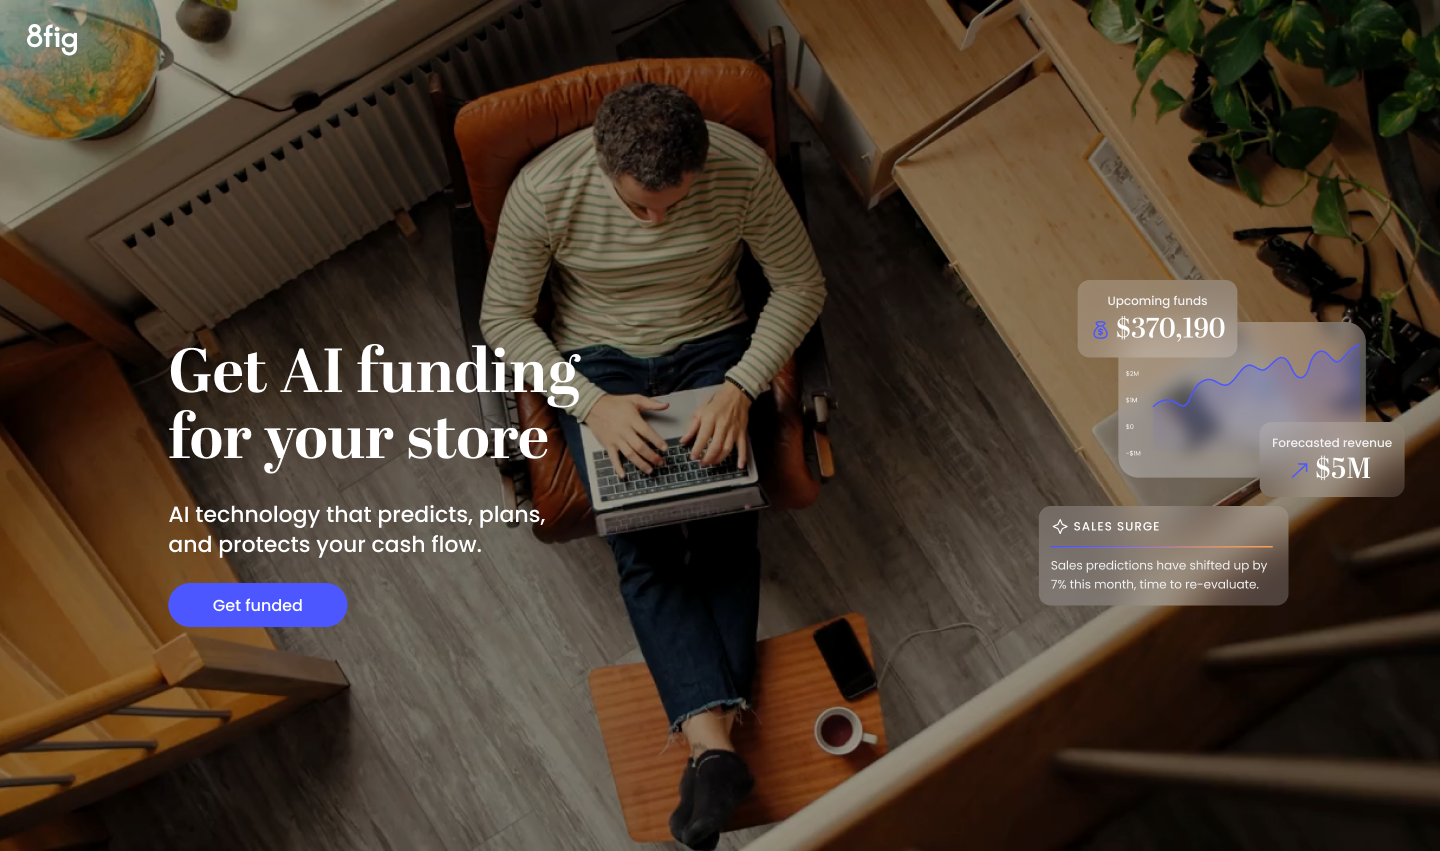 8fig
Get AI funding
for your store
AI technology that predicts, plans,
and protects your cash flow.
Get funded
Upcoming funds
$370,190
$2M
$1M
$0
-$1M
Forecasted revenue
$5M
SALES SURGE
Sales predictions have shifted up by
7% this month, time to re-evaluate.